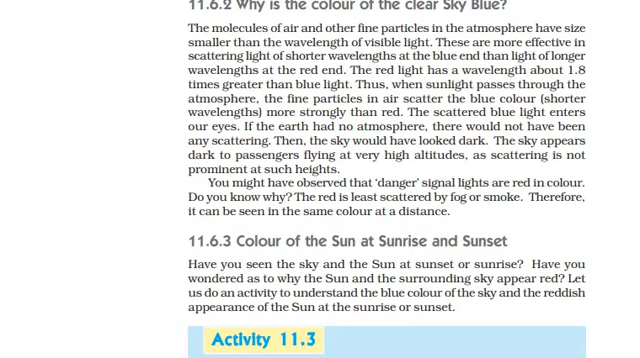 11.6.2 Why is the colour of the clear Sky Blue?
The molecules of air and other fine particles in the atmosphere have size
smaller than the wavelength of visible light. These are more effective in
scattering light of shorter wavelengths at the blue end than light of longer
wavelengths at the red end. The red light has a wavelength about 1.8
times greater than blue light. Thus, when sunlight passes through the
atmosphere, the fine particles in air scatter the blue colour (shorter
wavelengths) more strongly than red. The scattered blue light enters
our eyes. If the earth had no atmosphere, there would not have been
any scattering. Then, the sky would have looked dark. The sky appears
dark to passengers flying at very high altitudes, as scattering is not
prominent at such heights.
You might have observed that ‘danger’ signal lights are red in colour.
Do you know why? The red is least scattered by fog or smoke. Therefore,
it can be seen in the same colour at a distance.
11.6.3 Colour of the Sun at Sunrise and Sunset
Have you seen the sky and the Sun at sunset or sunrise? Have you
wondered as to why the Sun and the surrounding sky appear red? Let
us do an activity to understand the blue colour of the sky and the reddish
appearance of the Sun at the sunrise or sunset.
Activity 11.3